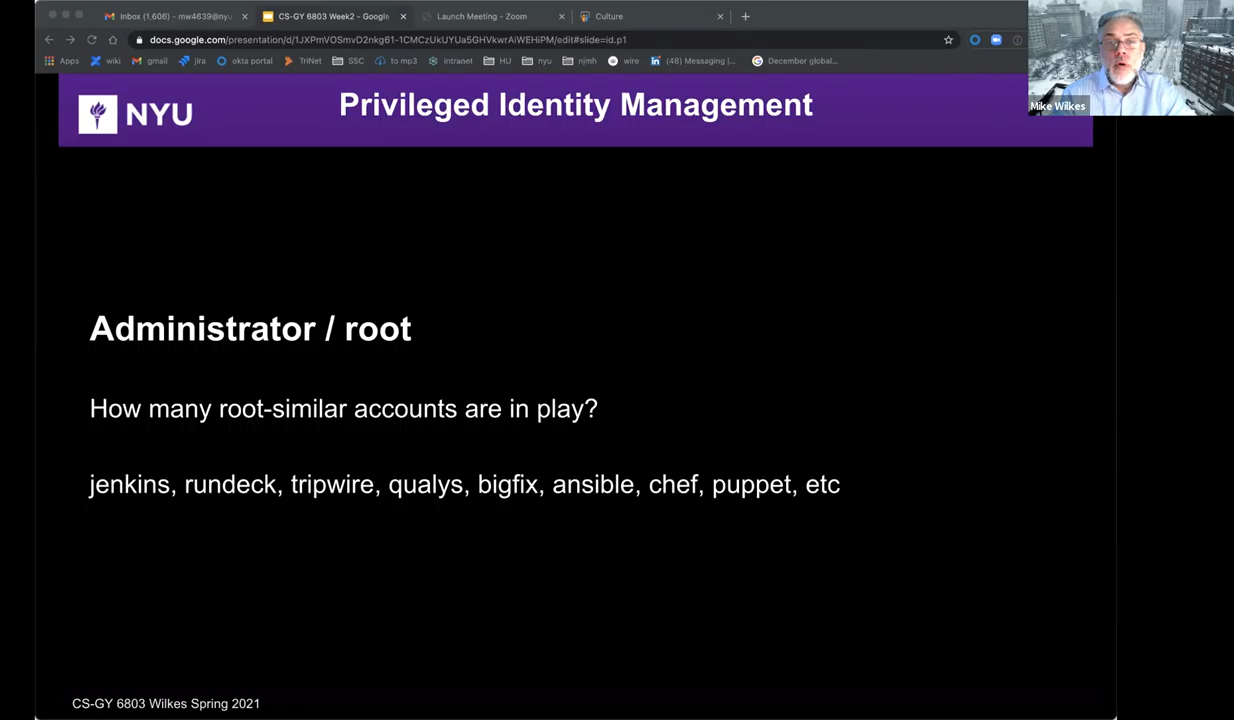 Inbox (1,606) - mw4639@nyu
CS-GY 6803 Week2 - Google
Launch Meeting - Zoom
Culture
docs.google.com/presentation/d/1JXPmVOSmvD2nkg61-1CMCzUkUYUa5GHVkwrAiWEHiPM/edit#slide=id.p1
Apps wiki gmail jira okta portal TriNet SSC to mp3 intranet HU nyu njmh wire (48) Messaging |... December global...
Mike Wilkes
NYU
Privileged Identity Management
Administrator / root
How many root-similar accounts are in play?
jenkins, rundeck, tripwire, qualys, bigfix, ansible, chef, puppet, etc
CS-GY 6803 Wilkes Spring 2021